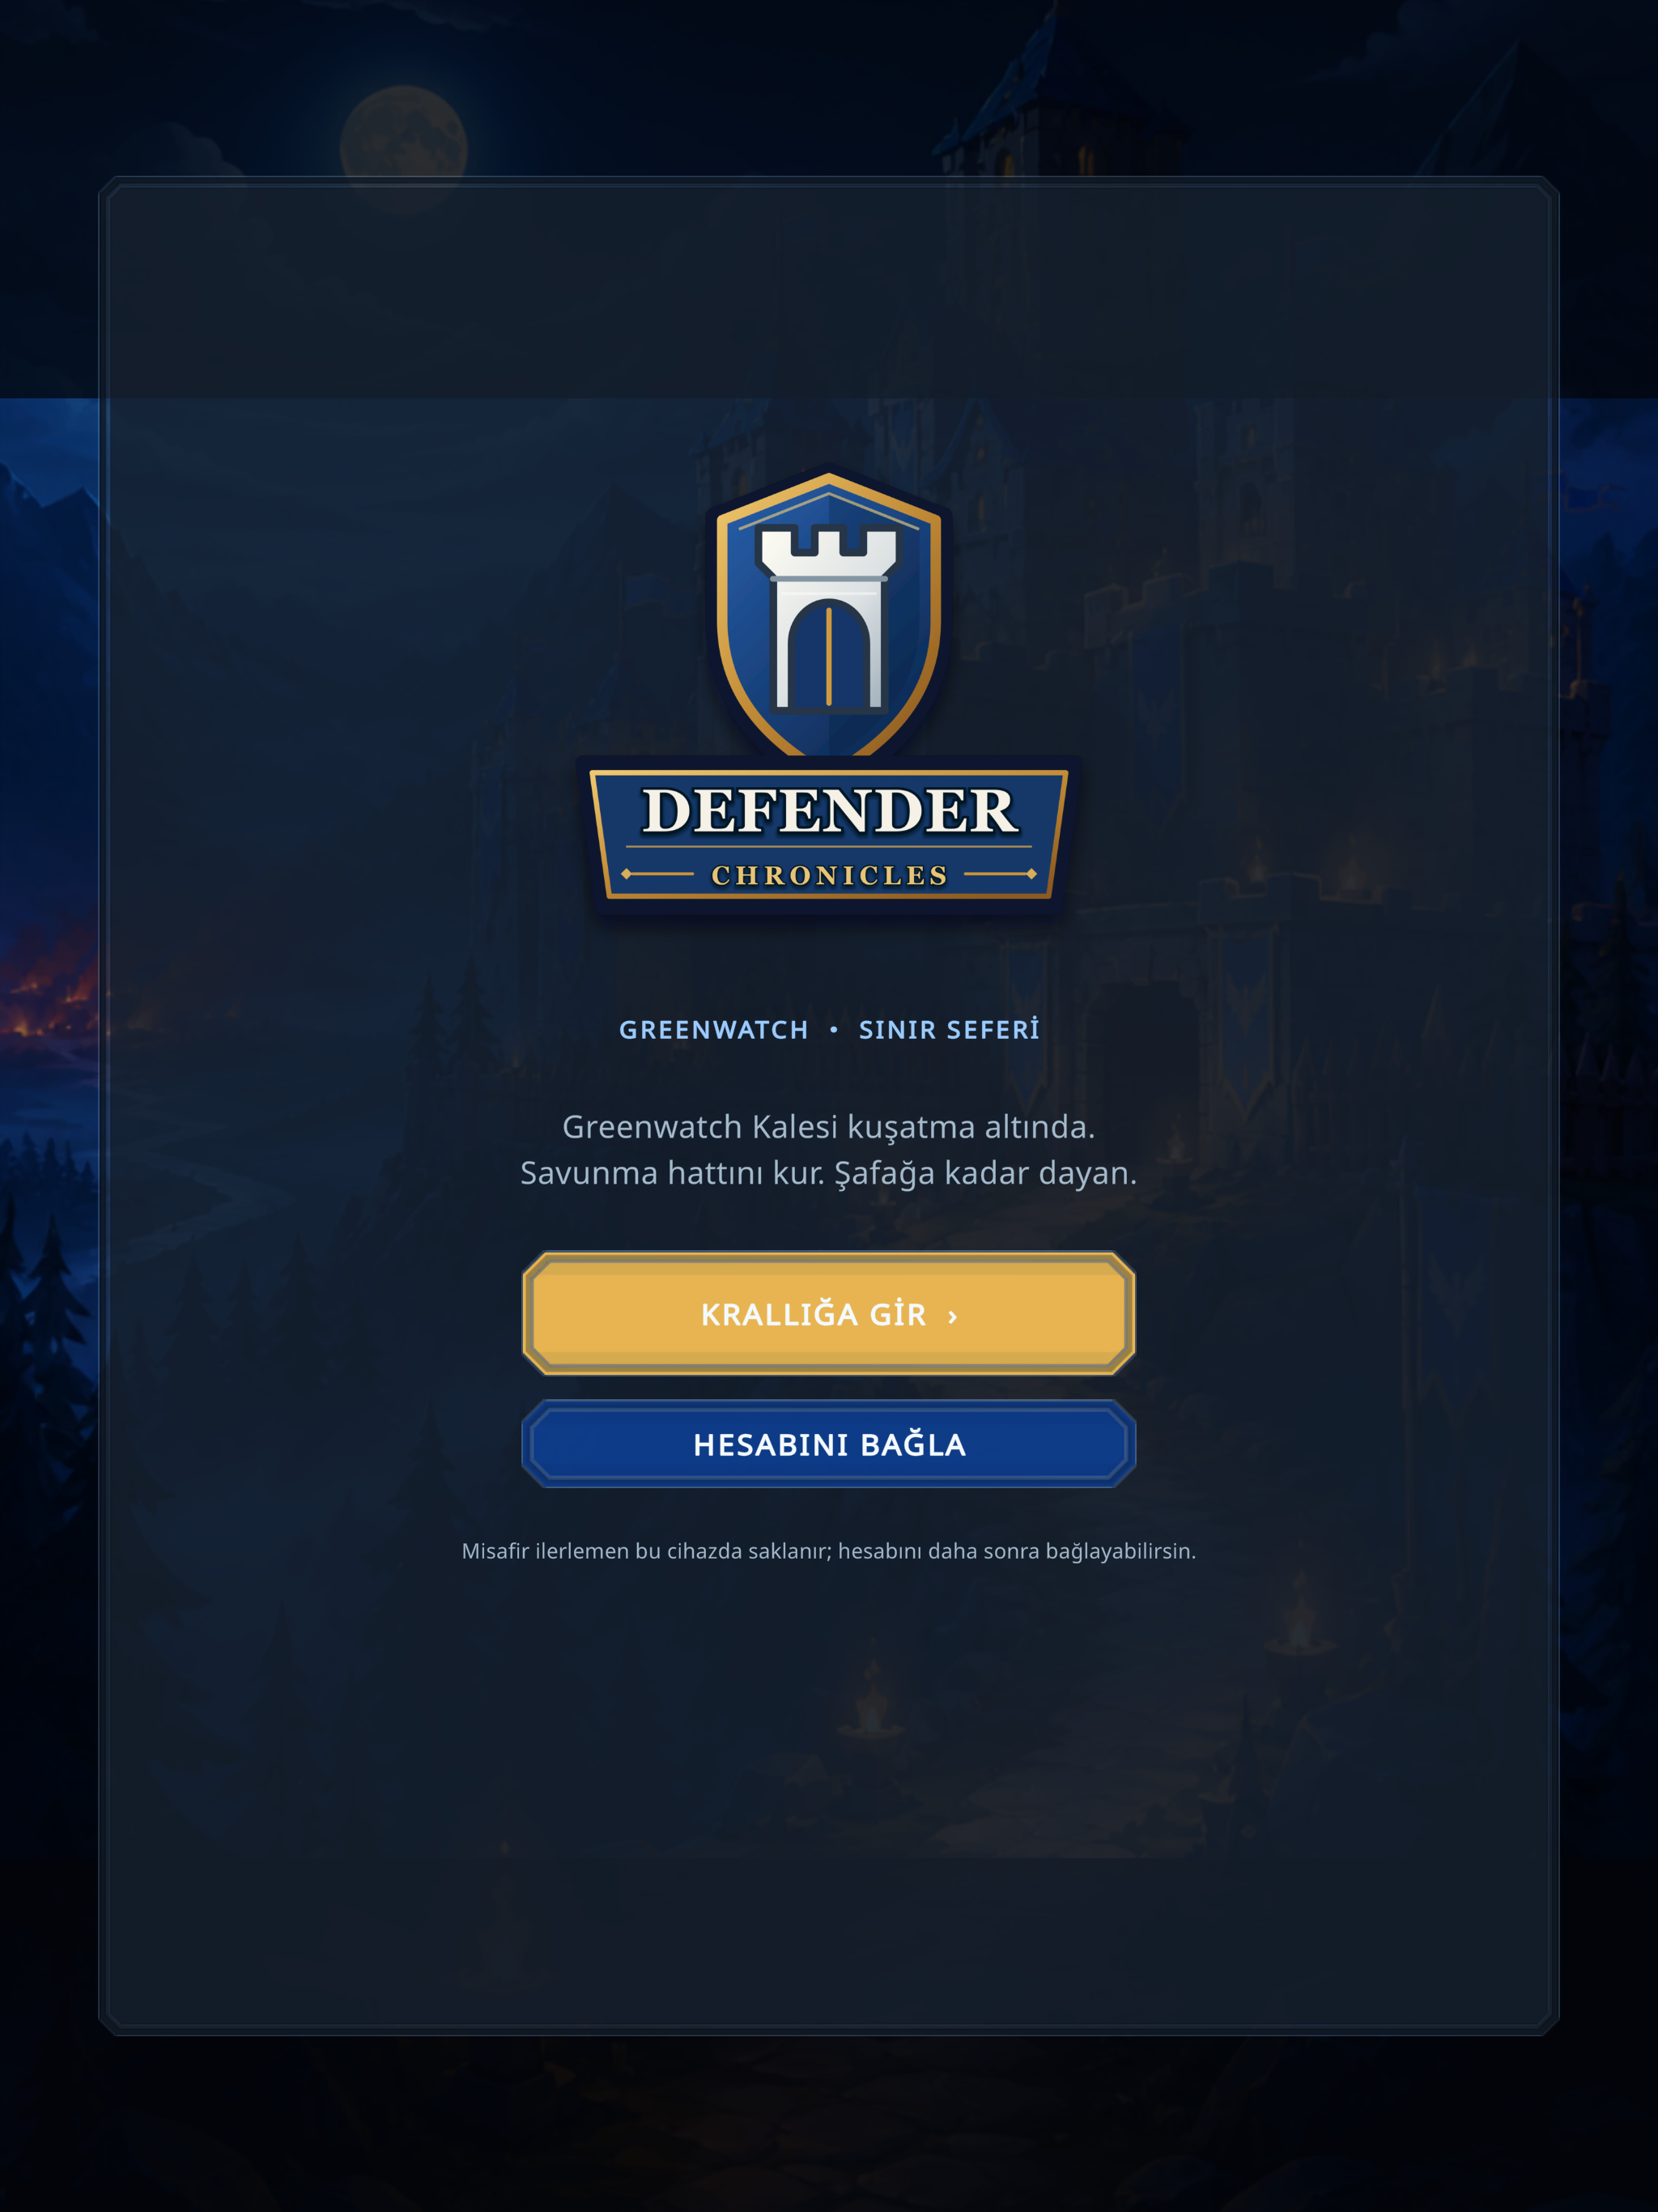 DEFENDER
CHRONICLES
GREENWATCH • SINIR SEFERİ
Greenwatch Kalesi kuşatma altında.
Savunma hattını kur. Şafağa kadar dayan.
KRALLIĞA GİR ›
HESABINI BAĞLA
Misafir ilerlemen bu cihazda saklanır; hesabını daha sonra bağlayabilirsin.